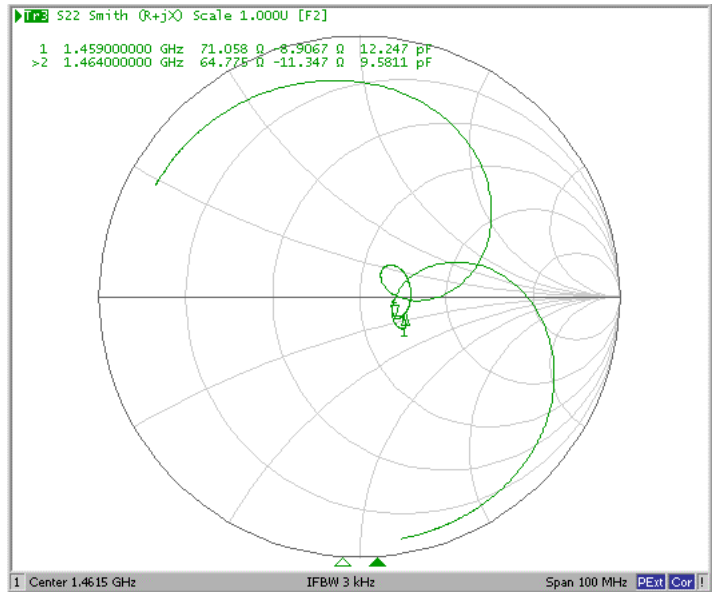 Tr3 S22 Smith (R+jX) Scale 1.000U [F2]
1 1.459000000 GHz 71.058 Ω -8.9067 Ω 12.247 pF
>2 1.464000000 GHz 64.775 Ω -11.347 Ω 9.5811 pF
1
1 Center 1.4615 GHz IFBW 3 kHz Span 100 MHz PExt Cor !